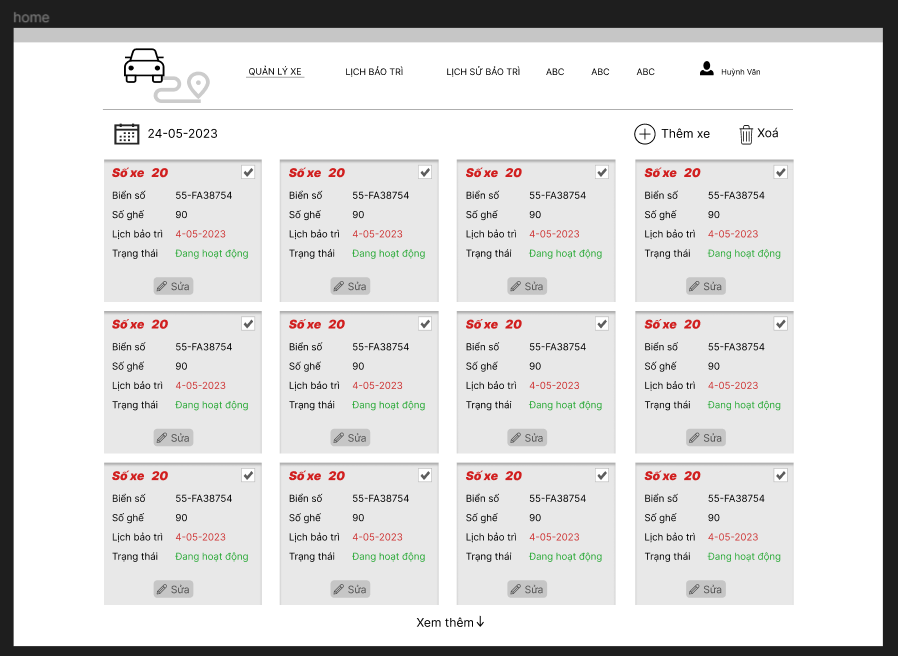 home
QUẢN LÝ XE LỊCH BẢO TRÌ LỊCH SỬ BẢO TRÌ ABC ABC ABC Huỳnh Văn
24-05-2023 Thêm xe Xoá
Số xe 20 Số xe 20 Số xe 20 Số xe 20
Biển số 55-FA38754 Biển số 55-FA38754 Biển số 55-FA38754 Biển số 55-FA38754
Số ghế 90 Số ghế 90 Số ghế 90 Số ghế 90
Lịch bảo trì 4-05-2023 Lịch bảo trì 4-05-2023 Lịch bảo trì 4-05-2023 Lịch bảo trì 4-05-2023
Trạng thái Đang hoạt động Trạng thái Đang hoạt động Trạng thái Đang hoạt động Trạng thái Đang hoạt động
Sửa Sửa Sửa Sửa
Số xe 20 Số xe 20 Số xe 20 Số xe 20
Biển số 55-FA38754 Biển số 55-FA38754 Biển số 55-FA38754 Biển số 55-FA38754
Số ghế 90 Số ghế 90 Số ghế 90 Số ghế 90
Lịch bảo trì 4-05-2023 Lịch bảo trì 4-05-2023 Lịch bảo trì 4-05-2023 Lịch bảo trì 4-05-2023
Trạng thái Đang hoạt động Trạng thái Đang hoạt động Trạng thái Đang hoạt động Trạng thái Đang hoạt động
Sửa Sửa Sửa Sửa
Số xe 20 Số xe 20 Số xe 20 Số xe 20
Biển số 55-FA38754 Biển số 55-FA38754 Biển số 55-FA38754 Biển số 55-FA38754
Số ghế 90 Số ghế 90 Số ghế 90 Số ghế 90
Lịch bảo trì 4-05-2023 Lịch bảo trì 4-05-2023 Lịch bảo trì 4-05-2023 Lịch bảo trì 4-05-2023
Trạng thái Đang hoạt động Trạng thái Đang hoạt động Trạng thái Đang hoạt động Trạng thái Đang hoạt động
Sửa Sửa Sửa Sửa
Xem thêm↓